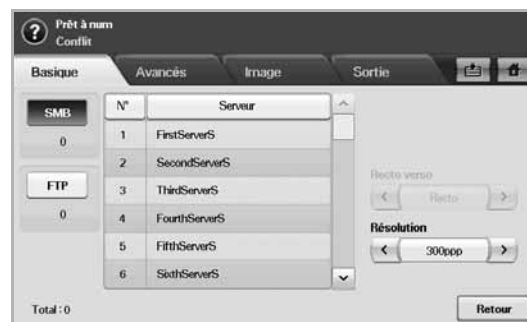 Prêt à num
Conflit
Basique Avancés Image Sortie
SMB
0
FTP
0
N° Serveur
1 FirstServerS
2 SecondServerS
3 ThirdServerS
4 FourthServerS
5 FifthServerS
6 SixthServerS
Recto verso
Recto
Résolution
300ppp
Total : 0
Retour